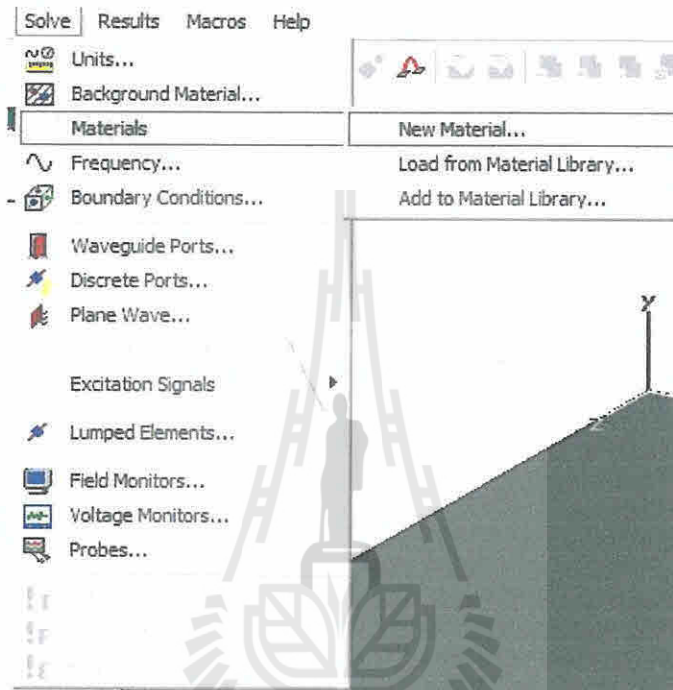 Solve Results Macros Help
Units...
Background Material...
Materials
New Material...
Frequency...
Load from Material Library...
Boundary Conditions...
Add to Material Library...
Waveguide Ports...
Discrete Ports...
Plane Wave...
y
Excitation Signals
z
Lumped Elements...
Field Monitors...
Voltage Monitors...
Probes...